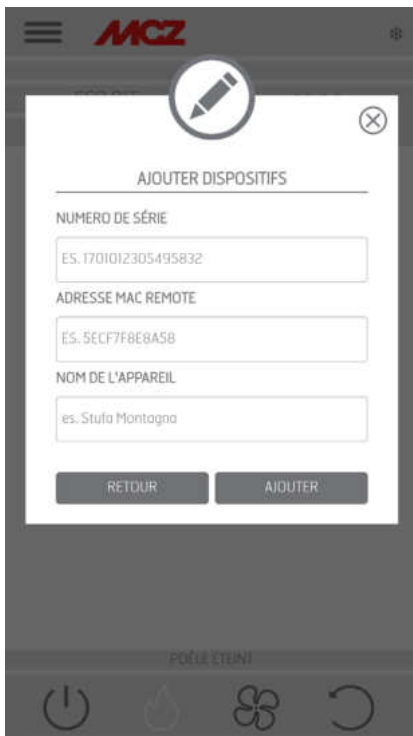 MCZ
AJOUTER DISPOSITIFS
NUMERO DE SÉRIE
ES. 1701012305495832
ADRESSE MAC REMOTE
ES. 5ECF7F8E8A58
NOM DE L'APPAREIL
es. Stufa Montagna
RETOUR AJOUTER
POÊLE ÉTEINT